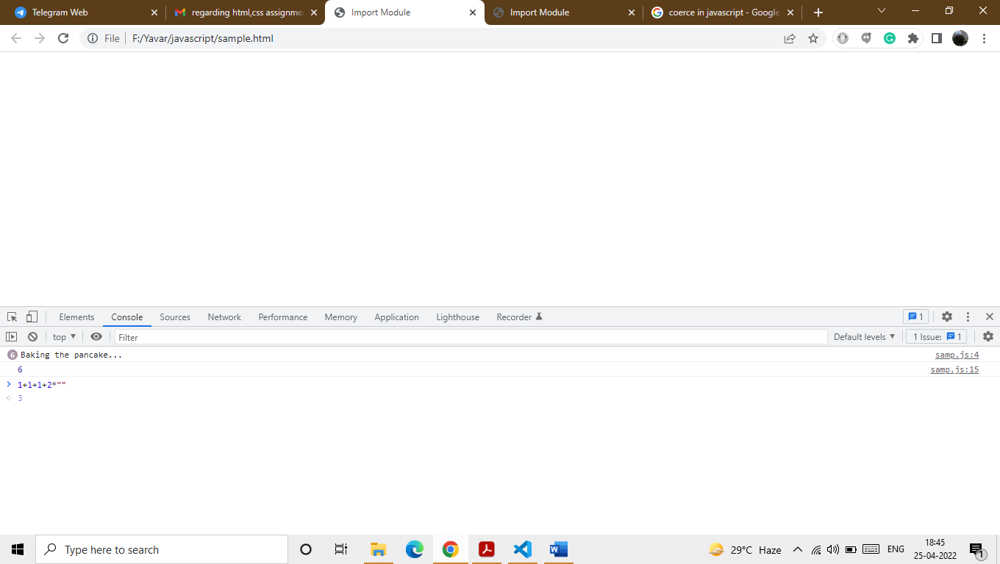 Telegram Web
regarding html,css assignme
Import Module
Import Module
coerce in javascript - Google
File
F:/Yavar/javascript/sample.html
Elements
Console
Sources
Network
Performance
Memory
Application
Lighthouse
Recorder
1
top
Filter
Default levels
1 Issue:
1
6
Baking the pancake...
samp.js:4
6
samp.js:15
1+1+1+2*""
3
Type here to search
29°C Haze
ENG
18:45
25-04-2022
1